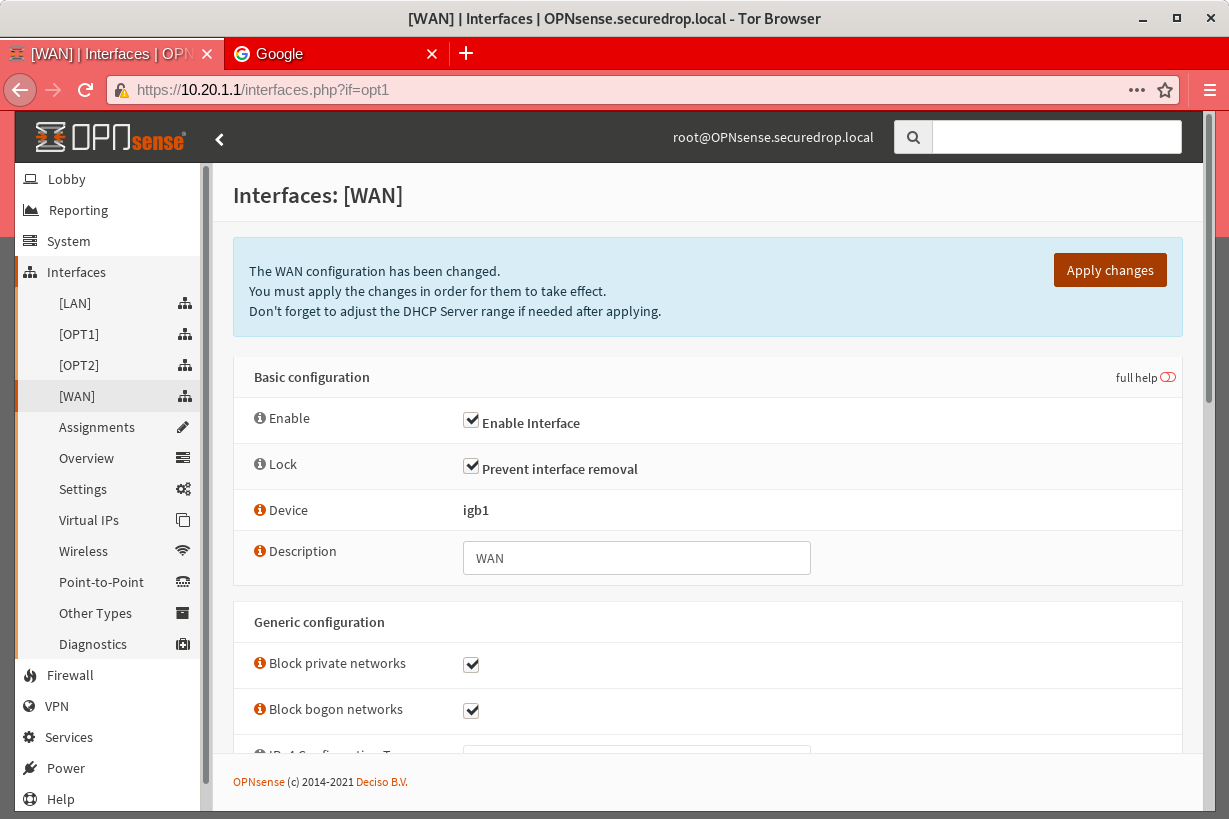 [WAN] | Interfaces | OPNsense.securedrop.local - Tor Browser
[WAN] | Interfaces | OPN
Google
https://10.20.1.1/interfaces.php?if=opt1
OPNsense
root@OPNsense.securedrop.local
Lobby
Reporting
System
Interfaces
[LAN]
[OPT1]
[OPT2]
[WAN]
Assignments
Overview
Settings
Virtual IPs
Wireless
Point-to-Point
Other Types
Diagnostics
Firewall
VPN
Services
Power
Help
Interfaces: [WAN]
The WAN configuration has been changed.
You must apply the changes in order for them to take effect.
Don't forget to adjust the DHCP Server range if needed after applying.
Apply changes
Basic configuration
full help
Enable
Enable Interface
Lock
Prevent interface removal
Device
igb1
Description
WAN
Generic configuration
Block private networks
Block bogon networks
OPNsense (c) 2014-2021 Deciso B.V.